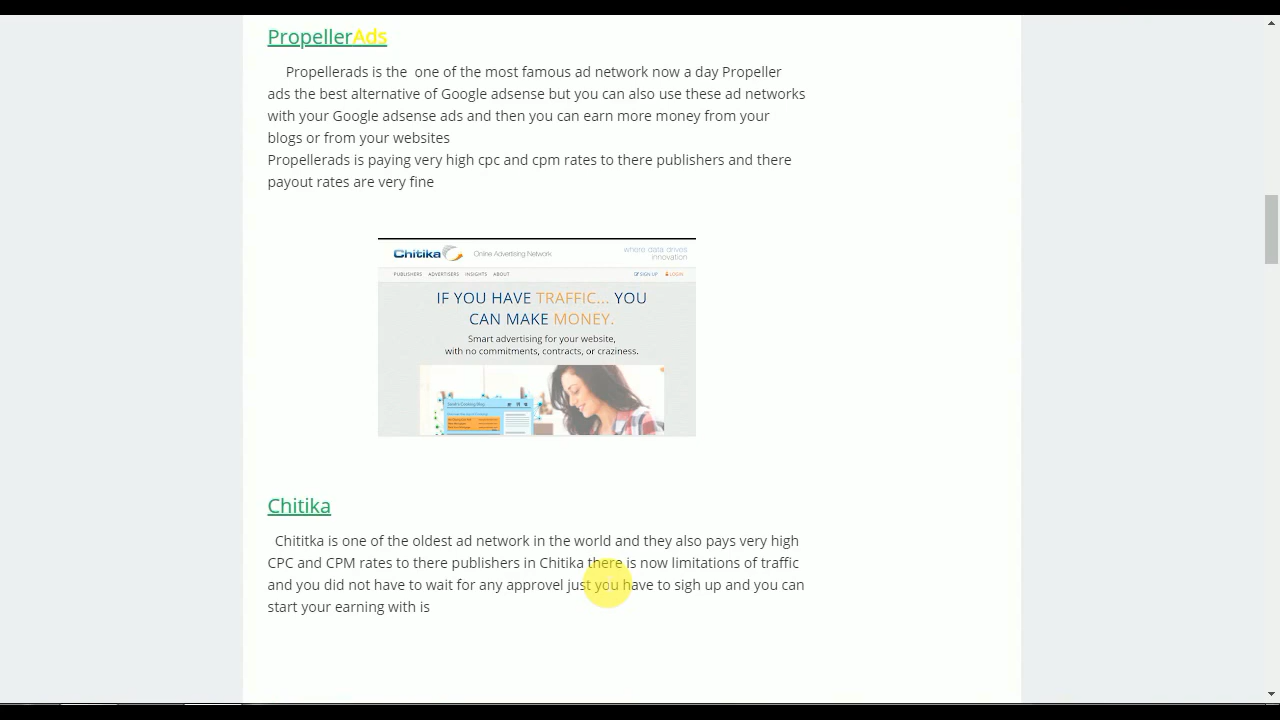 PropellerAds
Propellerads is the one of the most famous ad network now a day Propeller
ads the best alternative of Google adsense but you can also use these ad networks
with your Google adsense ads and then you can earn more money from your
blogs or from your websites
Propellerads is paying very high cpc and cpm rates to there publishers and there
payout rates are very fine
Chitika Online Advertising Network where data drives
innovation
PUBLISHERS ADVERTISERS INSIGHTS ABOUT SIGN UP LOGIN
IF YOU HAVE TRAFFIC... YOU
CAN MAKE MONEY.
Smart advertising for your website,
with no commitments, contracts, or craziness.
Chitika
Chititka is one of the oldest ad network in the world and they also pays very high
CPC and CPM rates to there publishers in Chitika there is now limitations of traffic
and you did not have to wait for any approvel just you have to sigh up and you can
start your earning with is